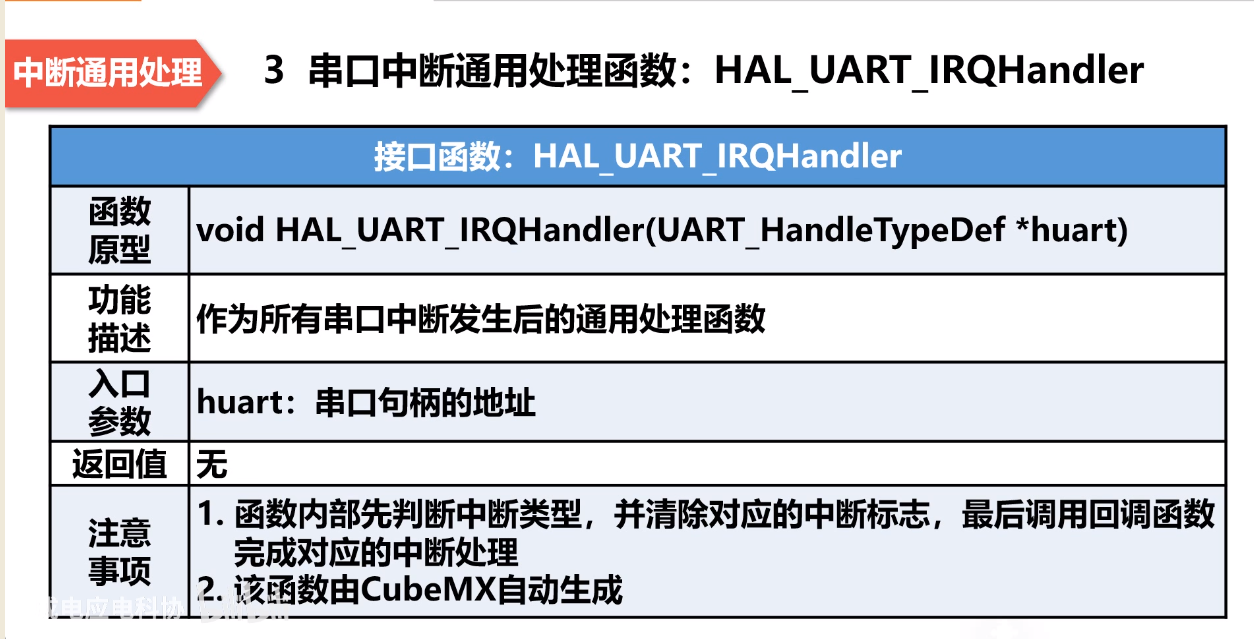 中断通用处理
3 串口中断通用处理函数：HAL_UART_IRQHandler
接口函数：HAL_UART_IRQHandler
函数
原型
void HAL_UART_IRQHandler(UART_HandleTypeDef *huart)
功能
描述
作为所有串口中断发生后的通用处理函数
入口
参数
huart：串口句柄的地址
返回值
无
注意
事项
1. 函数内部先判断中断类型，并清除对应的中断标志，最后调用回调函数
完成对应的中断处理
2. 该函数由CubeMX自动生成
电应电科协
bilibili